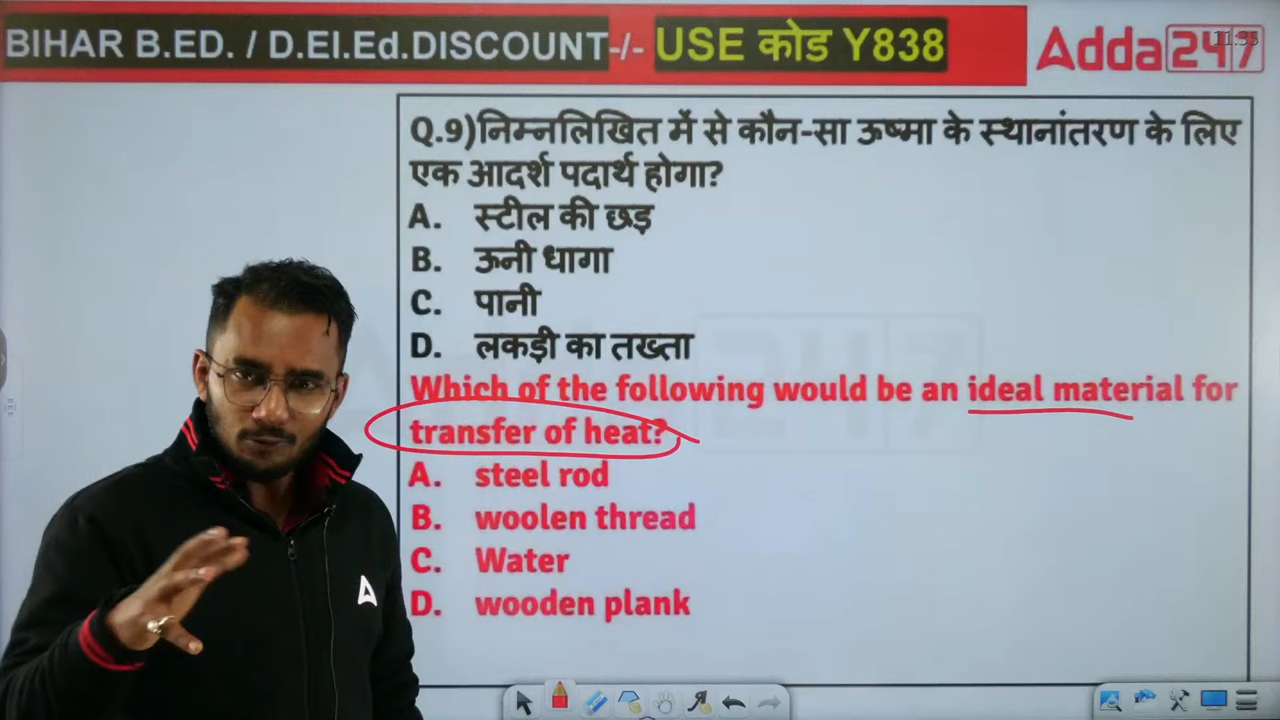 BIHAR B.ED. / D.El.Ed.DISCOUNT-/- USE कोड Y838
Adda247
11:35
Q.9)निम्नलिखित में से कौन-सा ऊष्मा के स्थानांतरण के लिए
एक आदर्श पदार्थ होगा?
A. स्टील की छड़
B. ऊनी धागा
C. पानी
D. लकड़ी का तख्ता
Which of the following would be an ideal material for
transfer of heat?
A. steel rod
B. woolen thread
C. Water
D. wooden plank